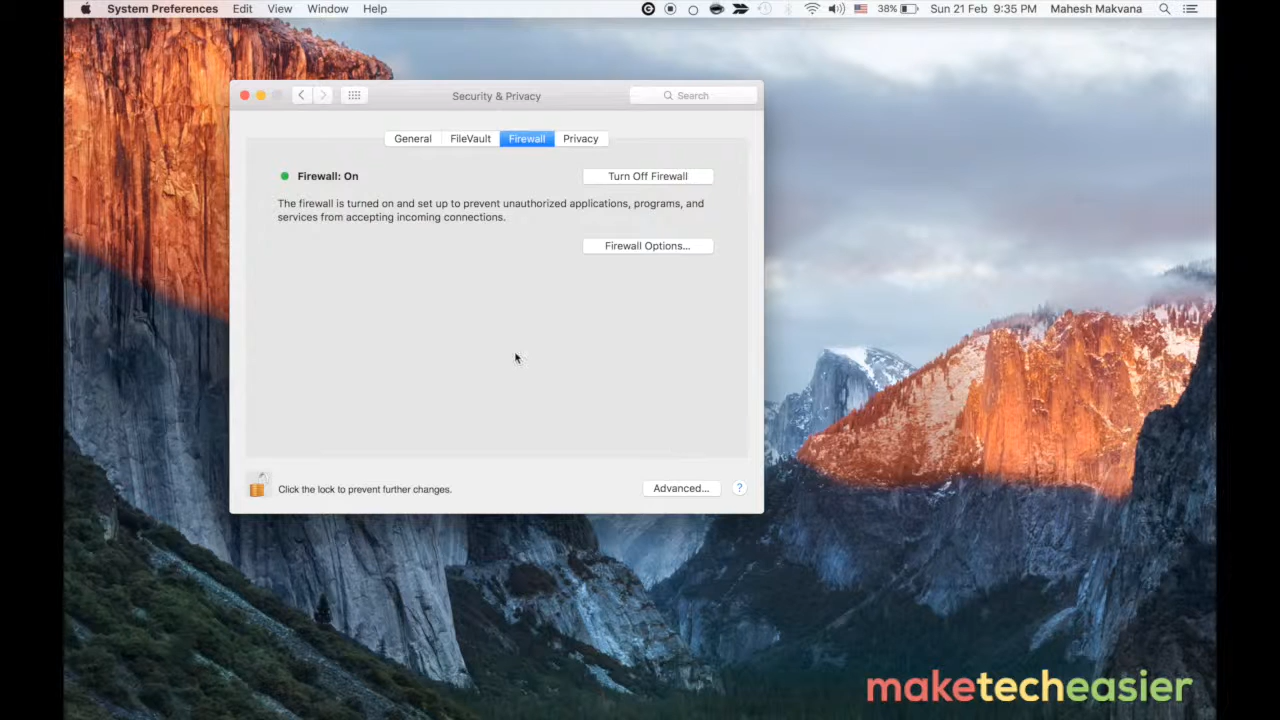 System Preferences Edit View Window Help 38% Sun 21 Feb 9:35 PM Mahesh Makvana
Security & Privacy Search
General FileVault Firewall Privacy
Firewall: On Turn Off Firewall
The firewall is turned on and set up to prevent unauthorized applications, programs, and
services from accepting incoming connections.
Firewall Options...
Click the lock to prevent further changes. Advanced... ?
maketecheasier